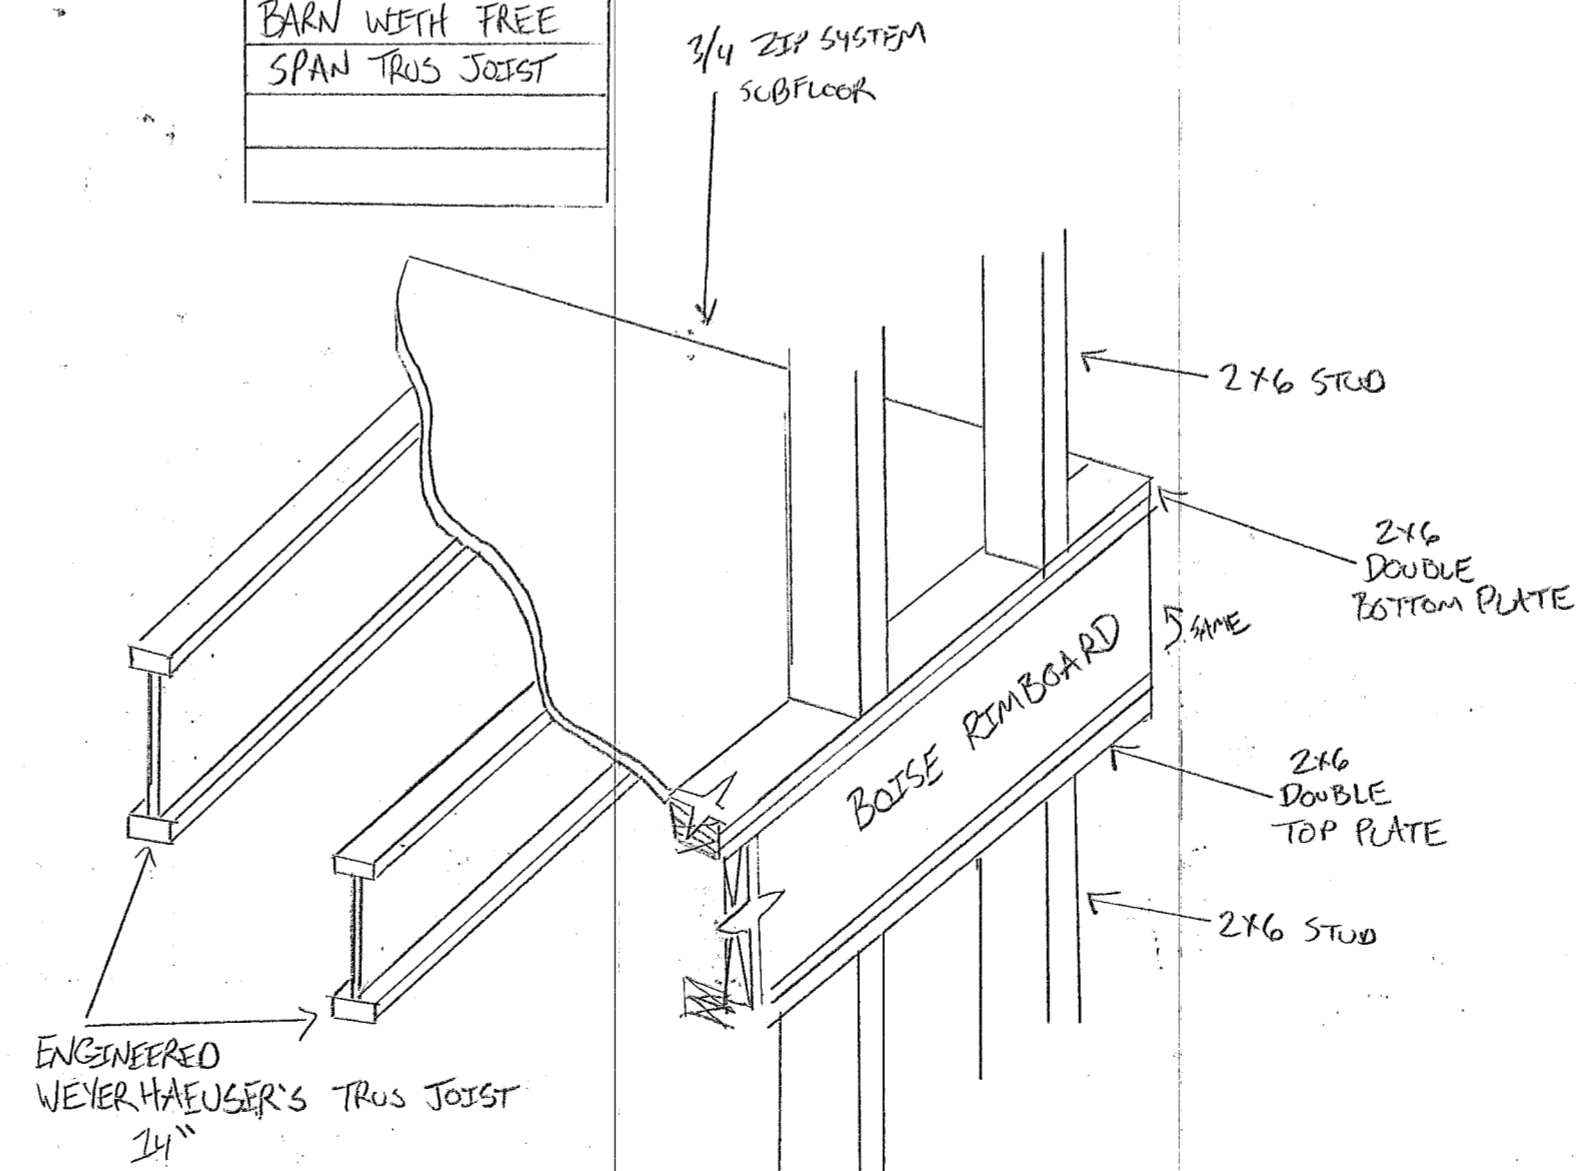 BARN WITH FREE
SPAN TRUS JOIST
3/4 ZIP SYSTEM
SUBFLOOR
2X6 STUD
2X6
DOUBLE
BOTTOM PLATE
SAME
BOISE RIMBOARD
2X6
DOUBLE
TOP PLATE
2X6 STUD
ENGINEERED
WEYERHAEUSER'S TRUS JOIST
14"